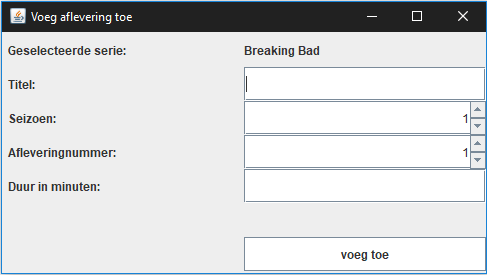 Voeg aflevering toe
Geselecteerde serie: Breaking Bad
Titel:
Seizoen: 1
Afleveringnummer: 1
Duur in minuten:
voeg toe